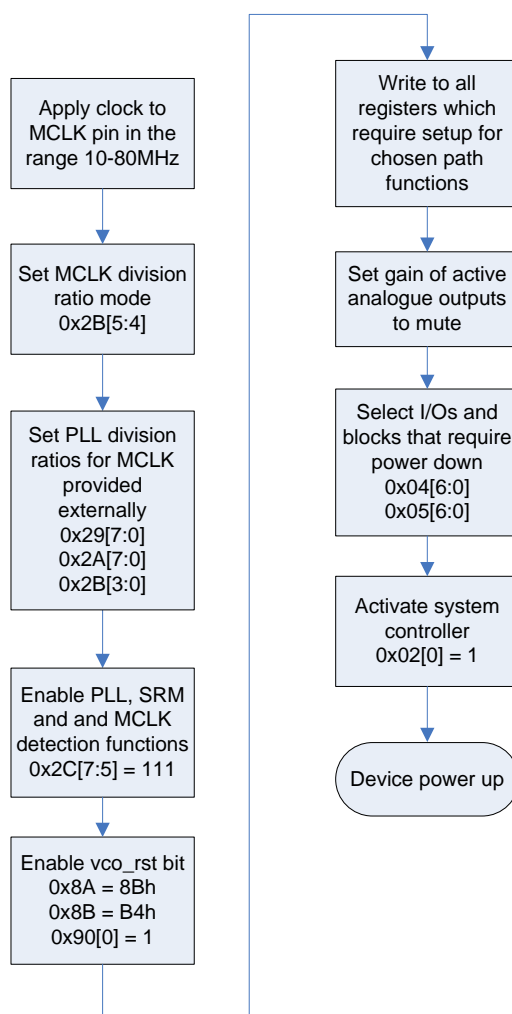 Apply clock to
MCLK pin in the
range 10-80MHz
Set MCLK division
ratio mode
0x2B[5:4]
Set PLL division
ratios for MCLK
provided
externally
0x29[7:0]
0x2A[7:0]
0x2B[3:0]
Enable PLL, SRM
and and MCLK
detection functions
0x2C[7:5] = 111
Enable vco_rst bit
0x8A = 8Bh
0x8B = B4h
0x90[0] = 1
Write to all
registers which
require setup for
chosen path
functions
Set gain of active
analogue outputs
to mute
Select I/Os and
blocks that require
power down
0x04[6:0]
0x05[6:0]
Activate system
controller
0x02[0] = 1
Device power up